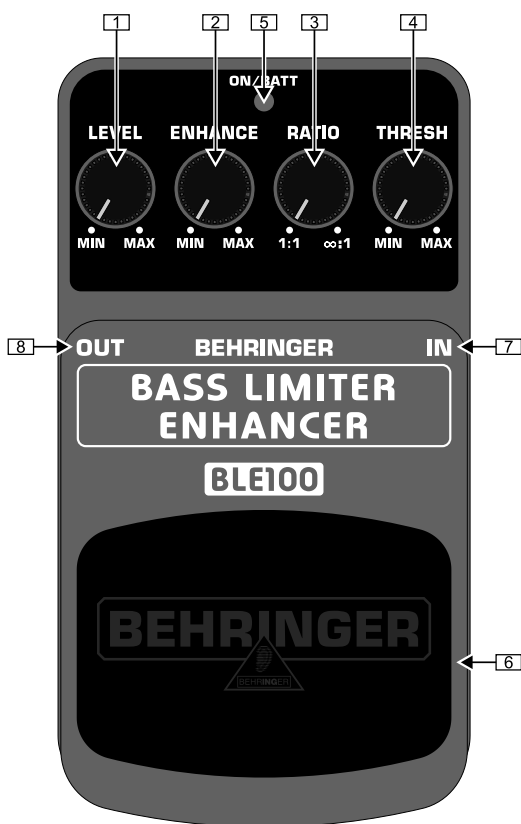 1 2 5 3 4
ON/BATT
LEVEL ENHANCE RATIO THRESH
MIN MAX MIN MAX 1:1 ∞:1 MIN MAX
8 OUT BEHRINGER IN 7
BASS LIMITER
ENHANCER
BLE100
BEHRINGER
6
BEHRINGER